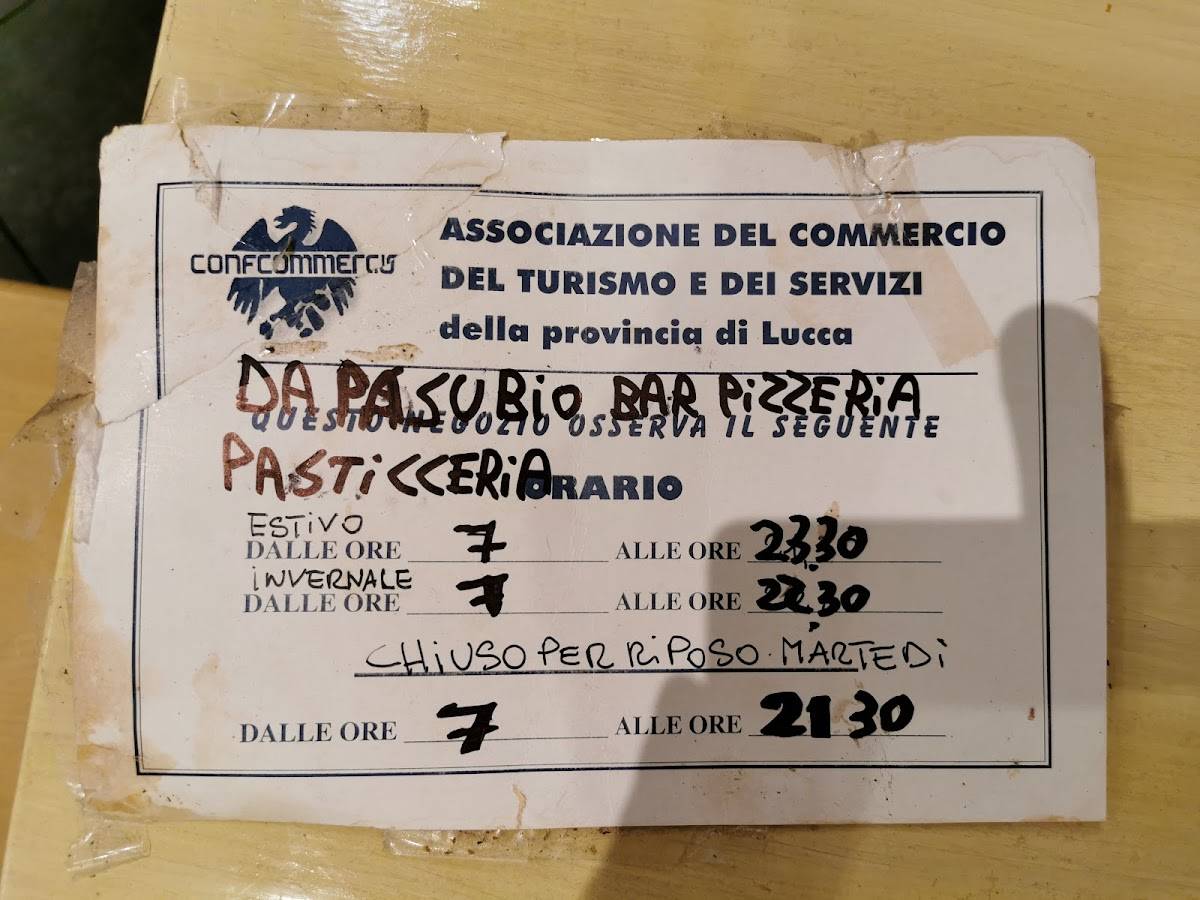 CONFCOMMERCIO
ASSOCIAZIONE DEL COMMERCIO
DEL TURISMO E DEI SERVIZI
della provincia di Lucca
DA PASUBIO BAR PIZZERIA
QUESTO NEGOZIO OSSERVA IL SEGUENTE
PASTICCERIA ORARIO
ESTIVO
DALLE ORE 7 ALLE ORE 23.30
INVERNALE
DALLE ORE 7 ALLE ORE 22.30
CHIUSO PER RIPOSO. MARTEDI
DALLE ORE 7 ALLE ORE 21 30